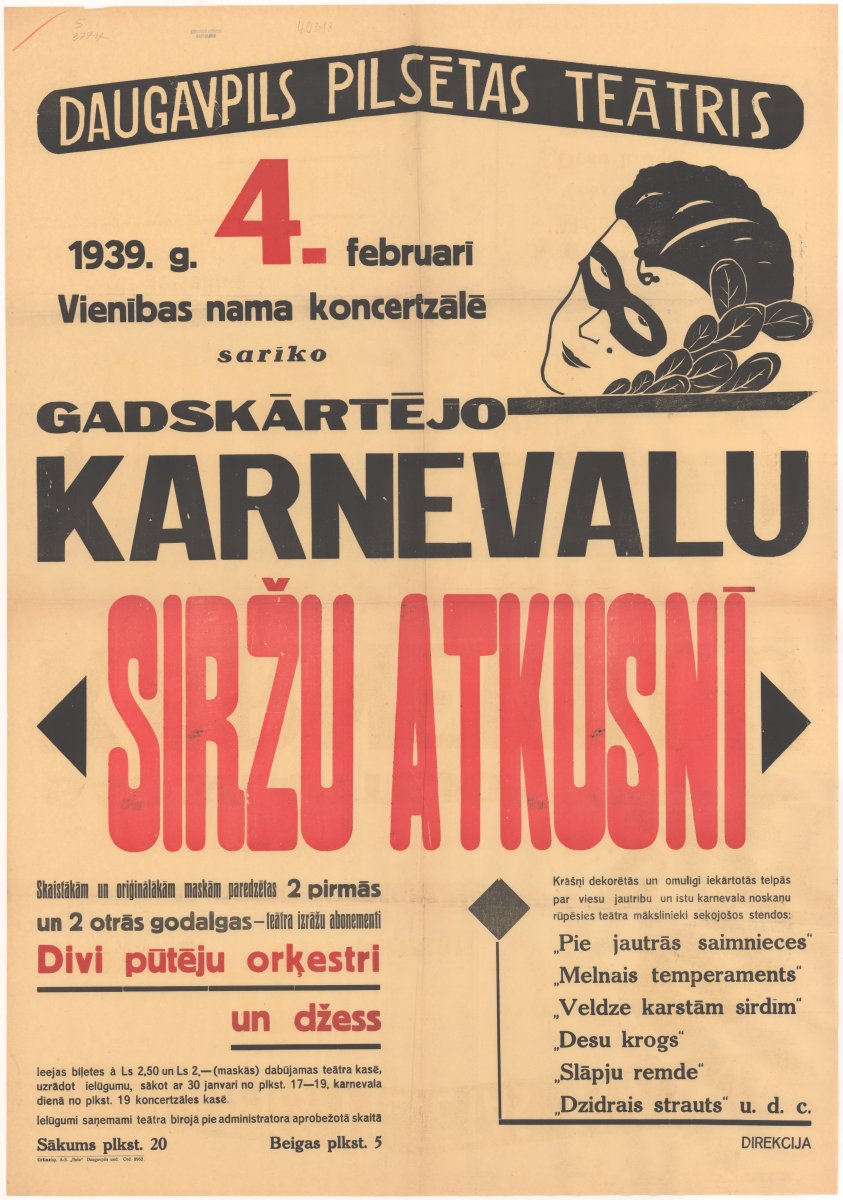 DAUGAVPILS PILSĒTAS TEĀTRIS
1939. g. 4. februarī
Vienības nama koncertzālē
sarīko
GADSKĀRTĒJO
KARNEVALU
SIRŽU ATKUSNĪ
Skaistākām un oriģinālākām maskām paredzētas 2 pirmās
un 2 otrās godalgas — teātra izrāžu abonementi
Divi pūtēju orķestri
un džess
Ieejas biļetes à Ls 2,50 un Ls 2,— (maskās) dabūjamas teātra kasē,
uzrādot ielūgumu, sākot ar 30 janvari no plkst. 17—19, karnevala
dienā no plkst. 19 koncertzāles kasē.
Ielūgumi saņemami teātra birojā pie administratora aprobežotā skaitā
Sākums plkst. 20 Beigas plkst. 5
Krāšņi dekorētās un omulīgi iekārtotās telpās
par viesu jautrību un īstu karnevala noskaņu
rūpēsies teātra mākslinieki sekojošos stendos:
„Pie jautrās saimnieces“
„Melnais temperaments“
„Veldze karstām sirdīm“
„Desu krogs“
„Slāpju remde“
„Dzidrais strauts“ u. d. c.
DIREKCIJA
40318